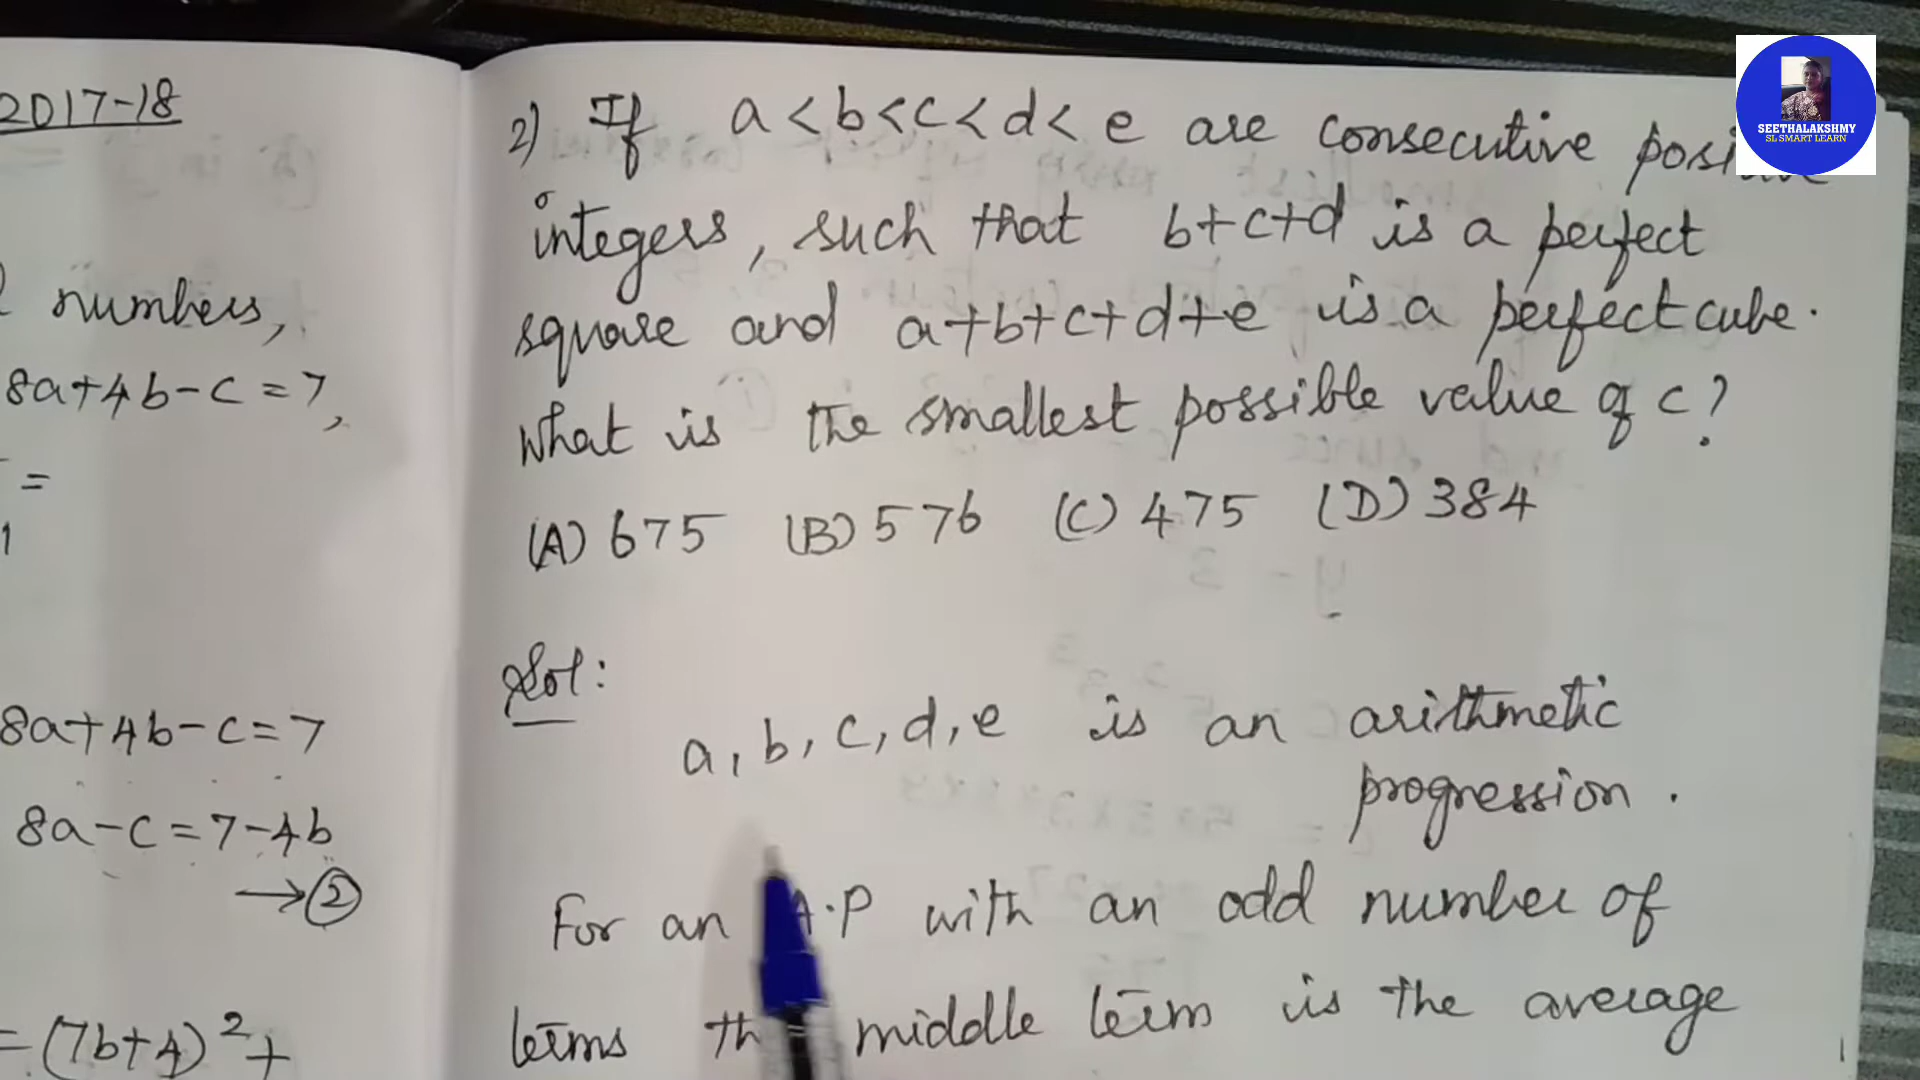 2017-18
numbers,
8a+4b-c=7,
=
1
8a+4b-c=7
8a-c=7-4b
→②
=(7b+4)²+
2) If a<b<c<d<e are consecutive
integers, such that b+c+d is a perfect
square and a+b+c+d+e is a perfect cube.
What is the smallest possible value of c?
(A) 675 (B) 576 (C) 475 (D) 384
Sol:
a, b, c, d, e is an arithmetic
progression.
For an A.P with an odd number of
terms middle term is the average
SEETHALAKSHMY
SL SMART LEARN